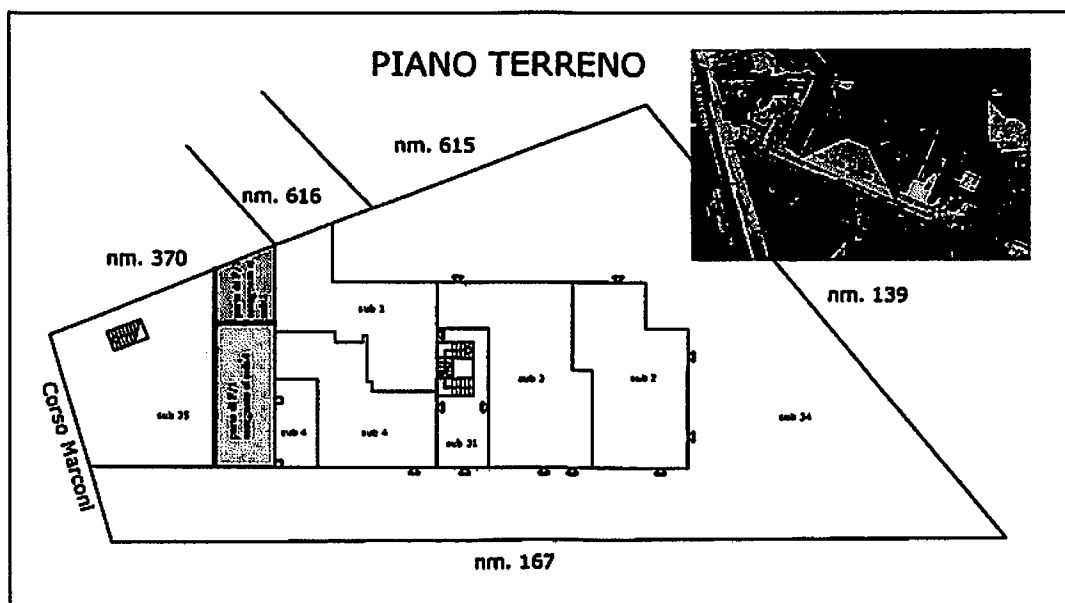 PIANO TERRENO
nm. 615
nm. 616
nm. 370
nm. 139
sub 1
sub 3
sub 2
sub 35
sub 4
sub 4
sub 31
sub 34
Corso Marconi
nm. 167